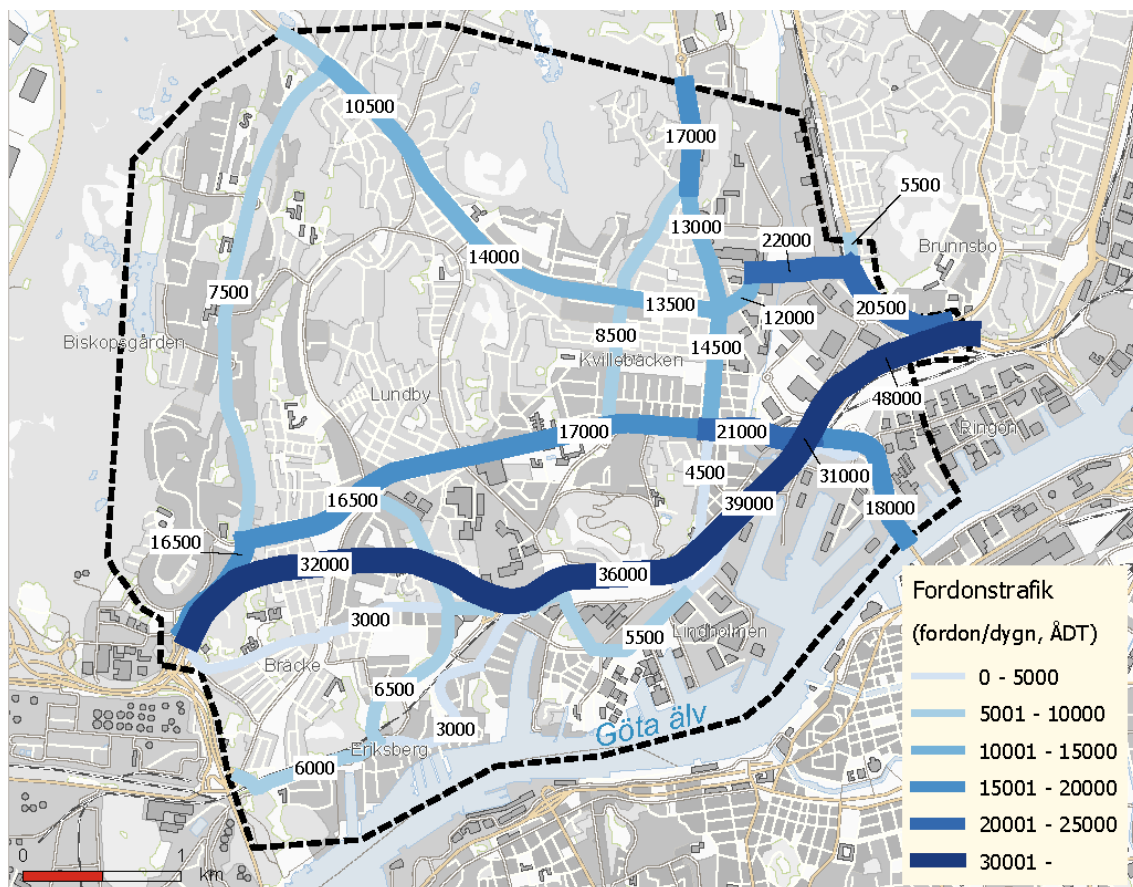 10500
17000
5500
Brunnsbo
13000
22000
14000
7500
13500
12000
20500
8500
14500
Biskopsgården
Kvillebäcken
Lundby
48000
Ringön
17000
21000
4500
31000
39000
16500
18000
16500
32000
36000
3000
5500
Lindholmen
Bräcke
6500
3000
Göta älv
Eriksberg
6000
Fordonstrafik
(fordon/dygn, ÅDT)
0 - 5000
5001 - 10000
10001 - 15000
15001 - 20000
20001 - 25000
30001 -
0 1
km